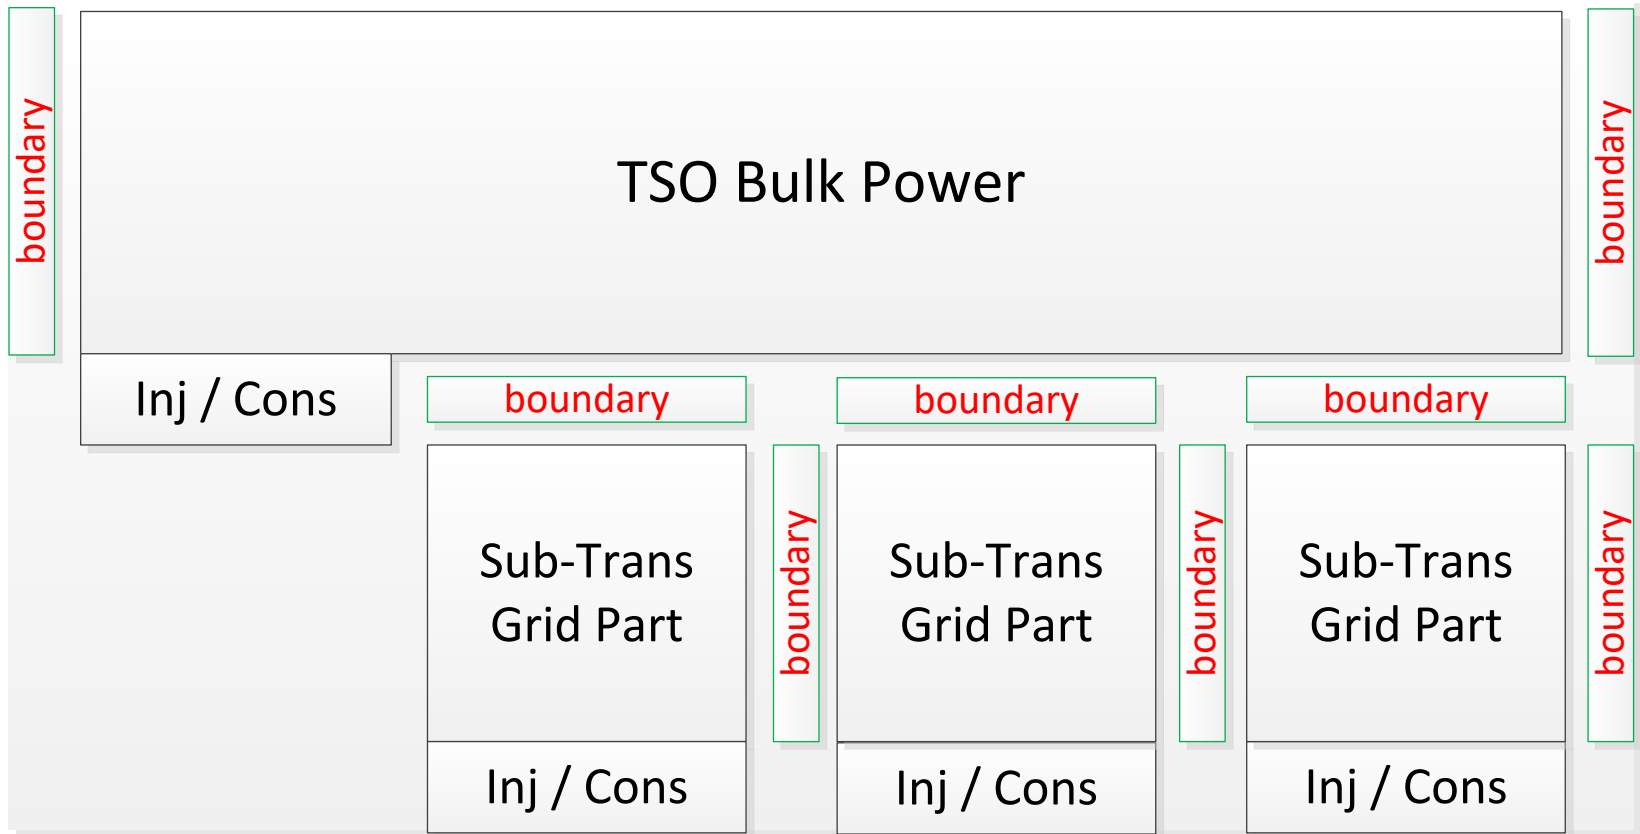 boundary
TSO Bulk Power
boundary
Inj / Cons
boundary
boundary
boundary
Sub-Trans
Grid Part
boundary
Sub-Trans
Grid Part
boundary
Sub-Trans
Grid Part
boundary
Inj / Cons
Inj / Cons
Inj / Cons